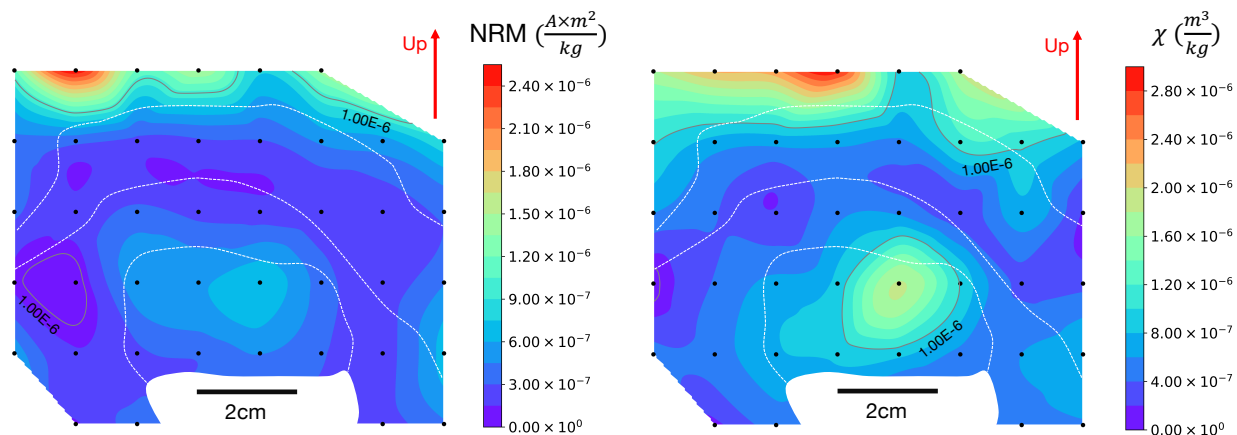 NRM (A×m²/kg)
Up
2.40 × 10⁻⁶
2.10 × 10⁻⁶
1.80 × 10⁻⁶
1.50 × 10⁻⁶
1.20 × 10⁻⁶
9.00 × 10⁻⁷
6.00 × 10⁻⁷
3.00 × 10⁻⁷
0.00 × 10⁰
1.00E-6
1.00E-6
2cm
χ (m³/kg)
Up
2.80 × 10⁻⁶
2.40 × 10⁻⁶
2.00 × 10⁻⁶
1.60 × 10⁻⁶
1.20 × 10⁻⁶
8.00 × 10⁻⁷
4.00 × 10⁻⁷
0.00 × 10⁰
1.00E-6
1.00E-6
2cm